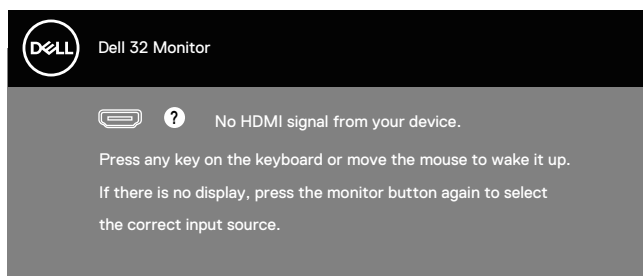 DELL
Dell 32 Monitor
? No HDMI signal from your device.
Press any key on the keyboard or move the mouse to wake it up.
If there is no display, press the monitor button again to select
the correct input source.